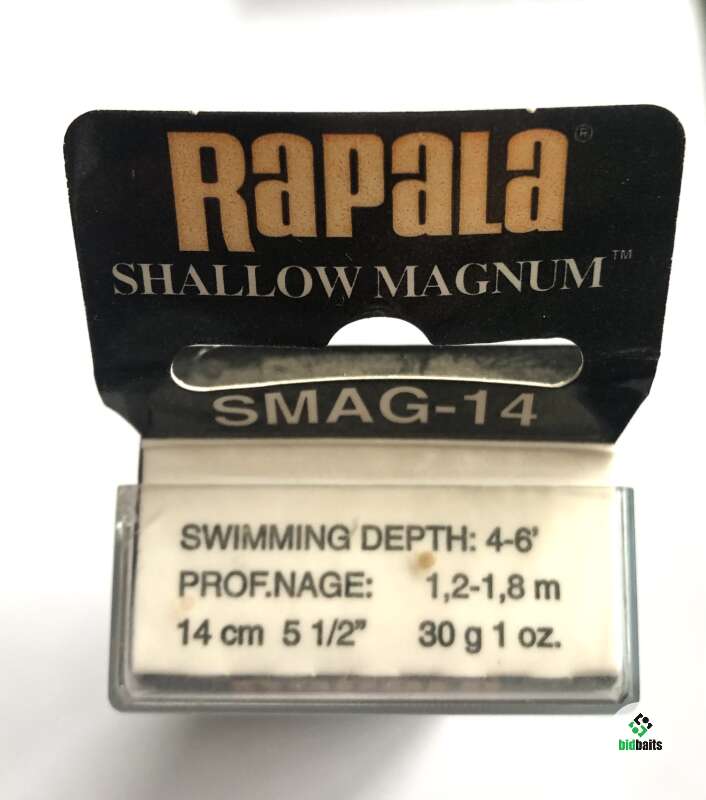 RAPALA®
SHALLOW MAGNUM™
SMAG-14
SWIMMING DEPTH: 4-6'
PROF.NAGE: 1,2-1,8 m
14 cm 5 1/2" 30 g 1 oz.
bidbaits